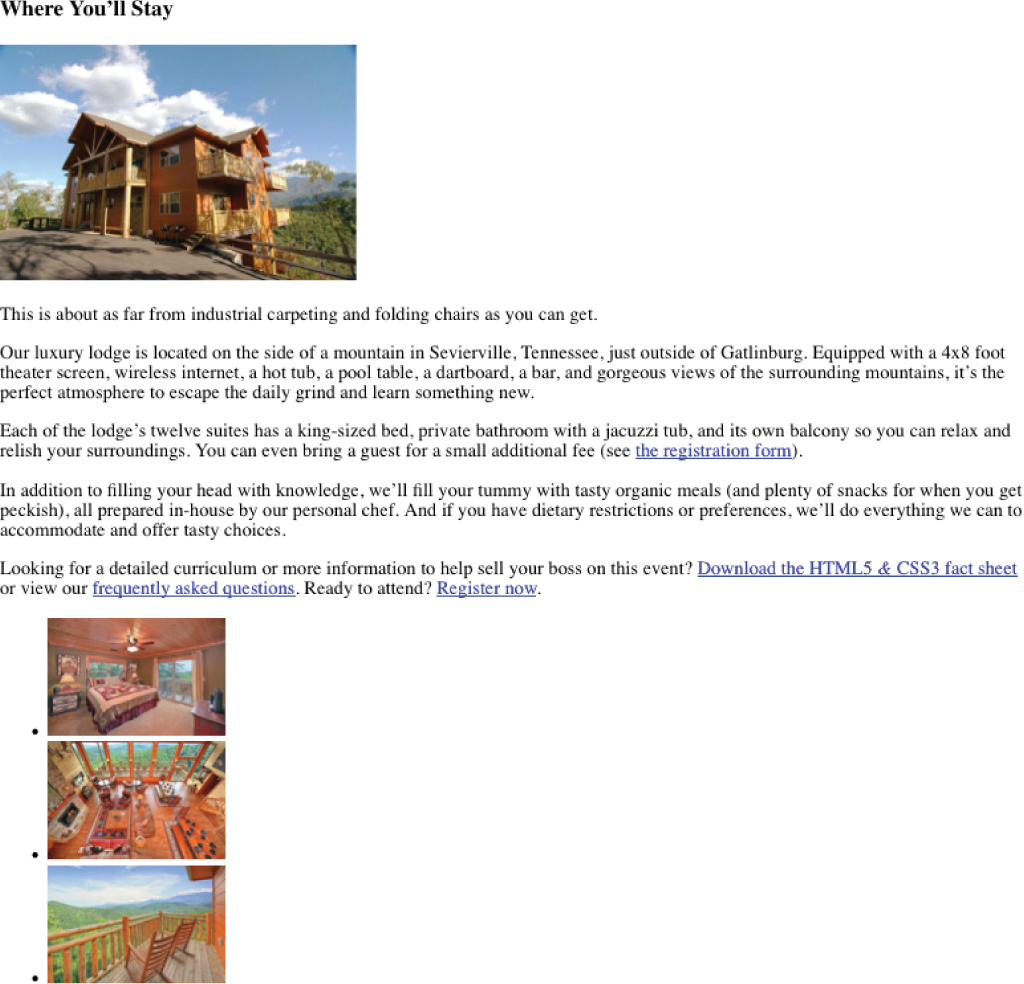 Where You’ll Stay
This is about as far from industrial carpeting and folding chairs as you can get.
Our luxury lodge is located on the side of a mountain in Sevierville, Tennessee, just outside of Gatlinburg. Equipped with a 4x8 foot
theater screen, wireless internet, a hot tub, a pool table, a dartboard, a bar, and gorgeous views of the surrounding mountains, it’s the
perfect atmosphere to escape the daily grind and learn something new.
Each of the lodge’s twelve suites has a king-sized bed, private bathroom with a jacuzzi tub, and its own balcony so you can relax and
relish your surroundings. You can even bring a guest for a small additional fee (see the registration form).
In addition to filling your head with knowledge, we’ll fill your tummy with tasty organic meals (and plenty of snacks for when you get
peckish), all prepared in-house by our personal chef. And if you have dietary restrictions or preferences, we’ll do everything we can to
accommodate and offer tasty choices.
Looking for a detailed curriculum or more information to help sell your boss on this event? Download the HTML5 & CSS3 fact sheet
or view our frequently asked questions. Ready to attend? Register now.